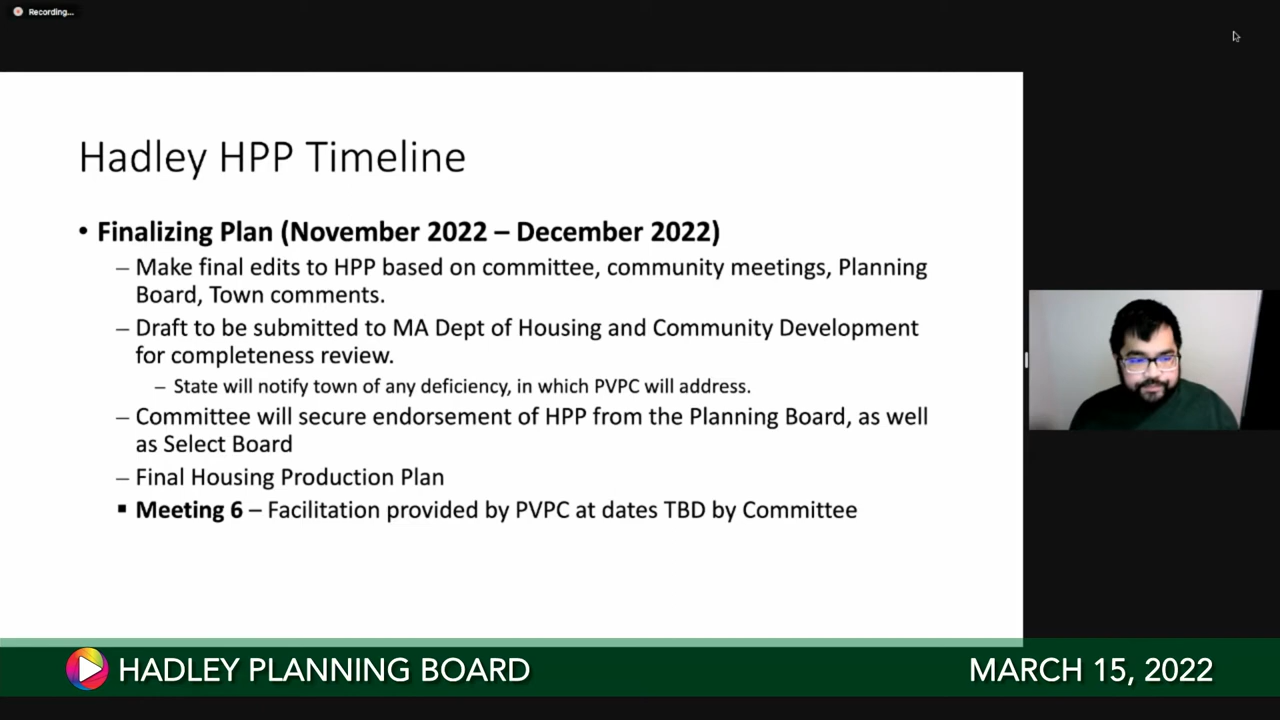 Recording...
Hadley HPP Timeline
• Finalizing Plan (November 2022 – December 2022)
– Make final edits to HPP based on committee, community meetings, Planning
Board, Town comments.
– Draft to be submitted to MA Dept of Housing and Community Development
for completeness review.
– State will notify town of any deficiency, in which PVPC will address.
– Committee will secure endorsement of HPP from the Planning Board, as well
as Select Board
– Final Housing Production Plan
▪ Meeting 6 – Facilitation provided by PVPC at dates TBD by Committee
HADLEY PLANNING BOARD
MARCH 15, 2022